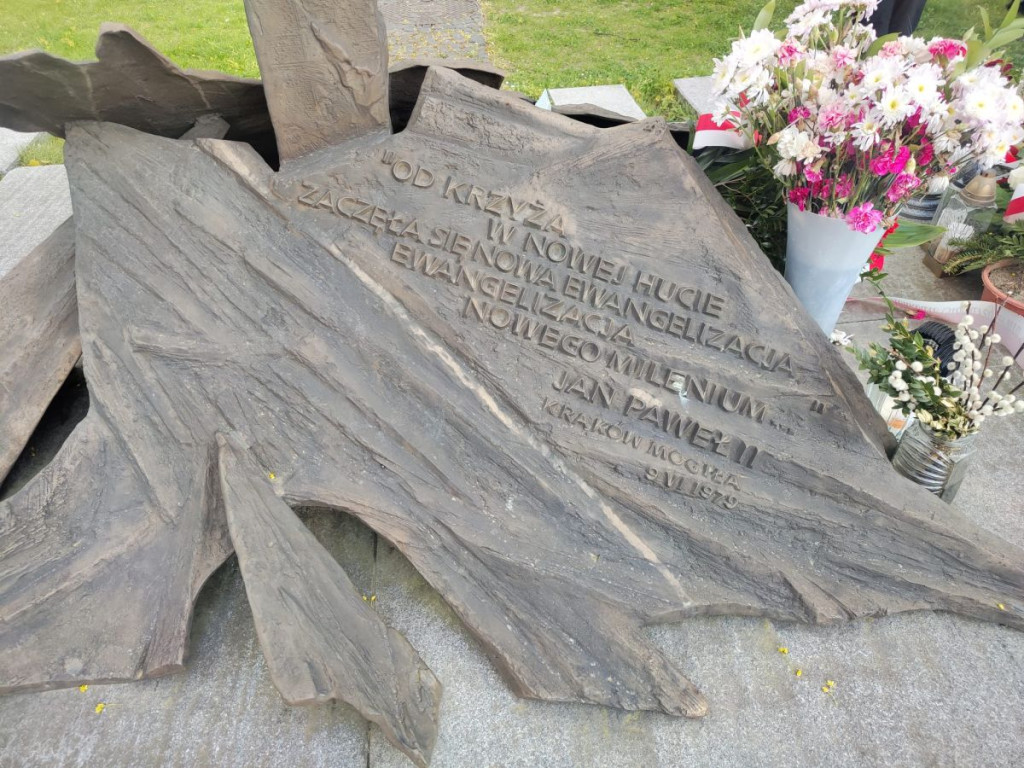 "OD KRZYŻA
W NOWEJ HUCIE
ZACZĘŁA SIĘ NOWA EWANGELIZACJA
EWANGELIZACJA
NOWEGO MILENIUM... "
JAN PAWEŁ II
KRAKÓW MOGIŁA
9 VI 1979